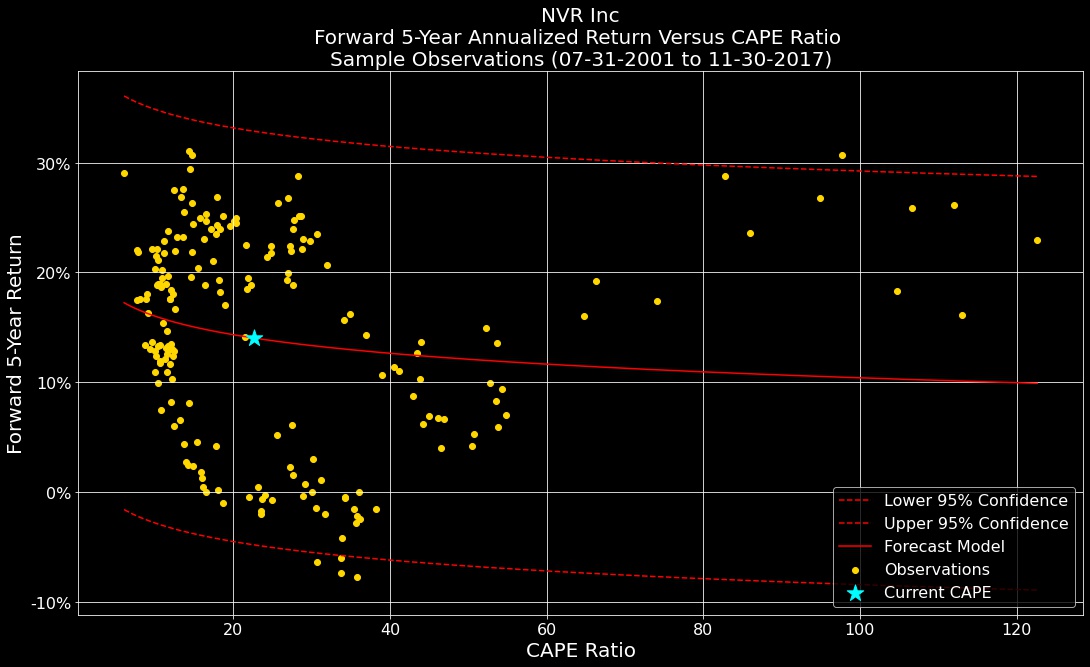 NVR Inc
Forward 5-Year Annualized Return Versus CAPE Ratio
Sample Observations (07-31-2001 to 11-30-2017)
Forward 5-Year Return
30%
20%
10%
0%
-10%
20 40 60 80 100 120
CAPE Ratio
Lower 95% Confidence
Upper 95% Confidence
Forecast Model
Observations
Current CAPE